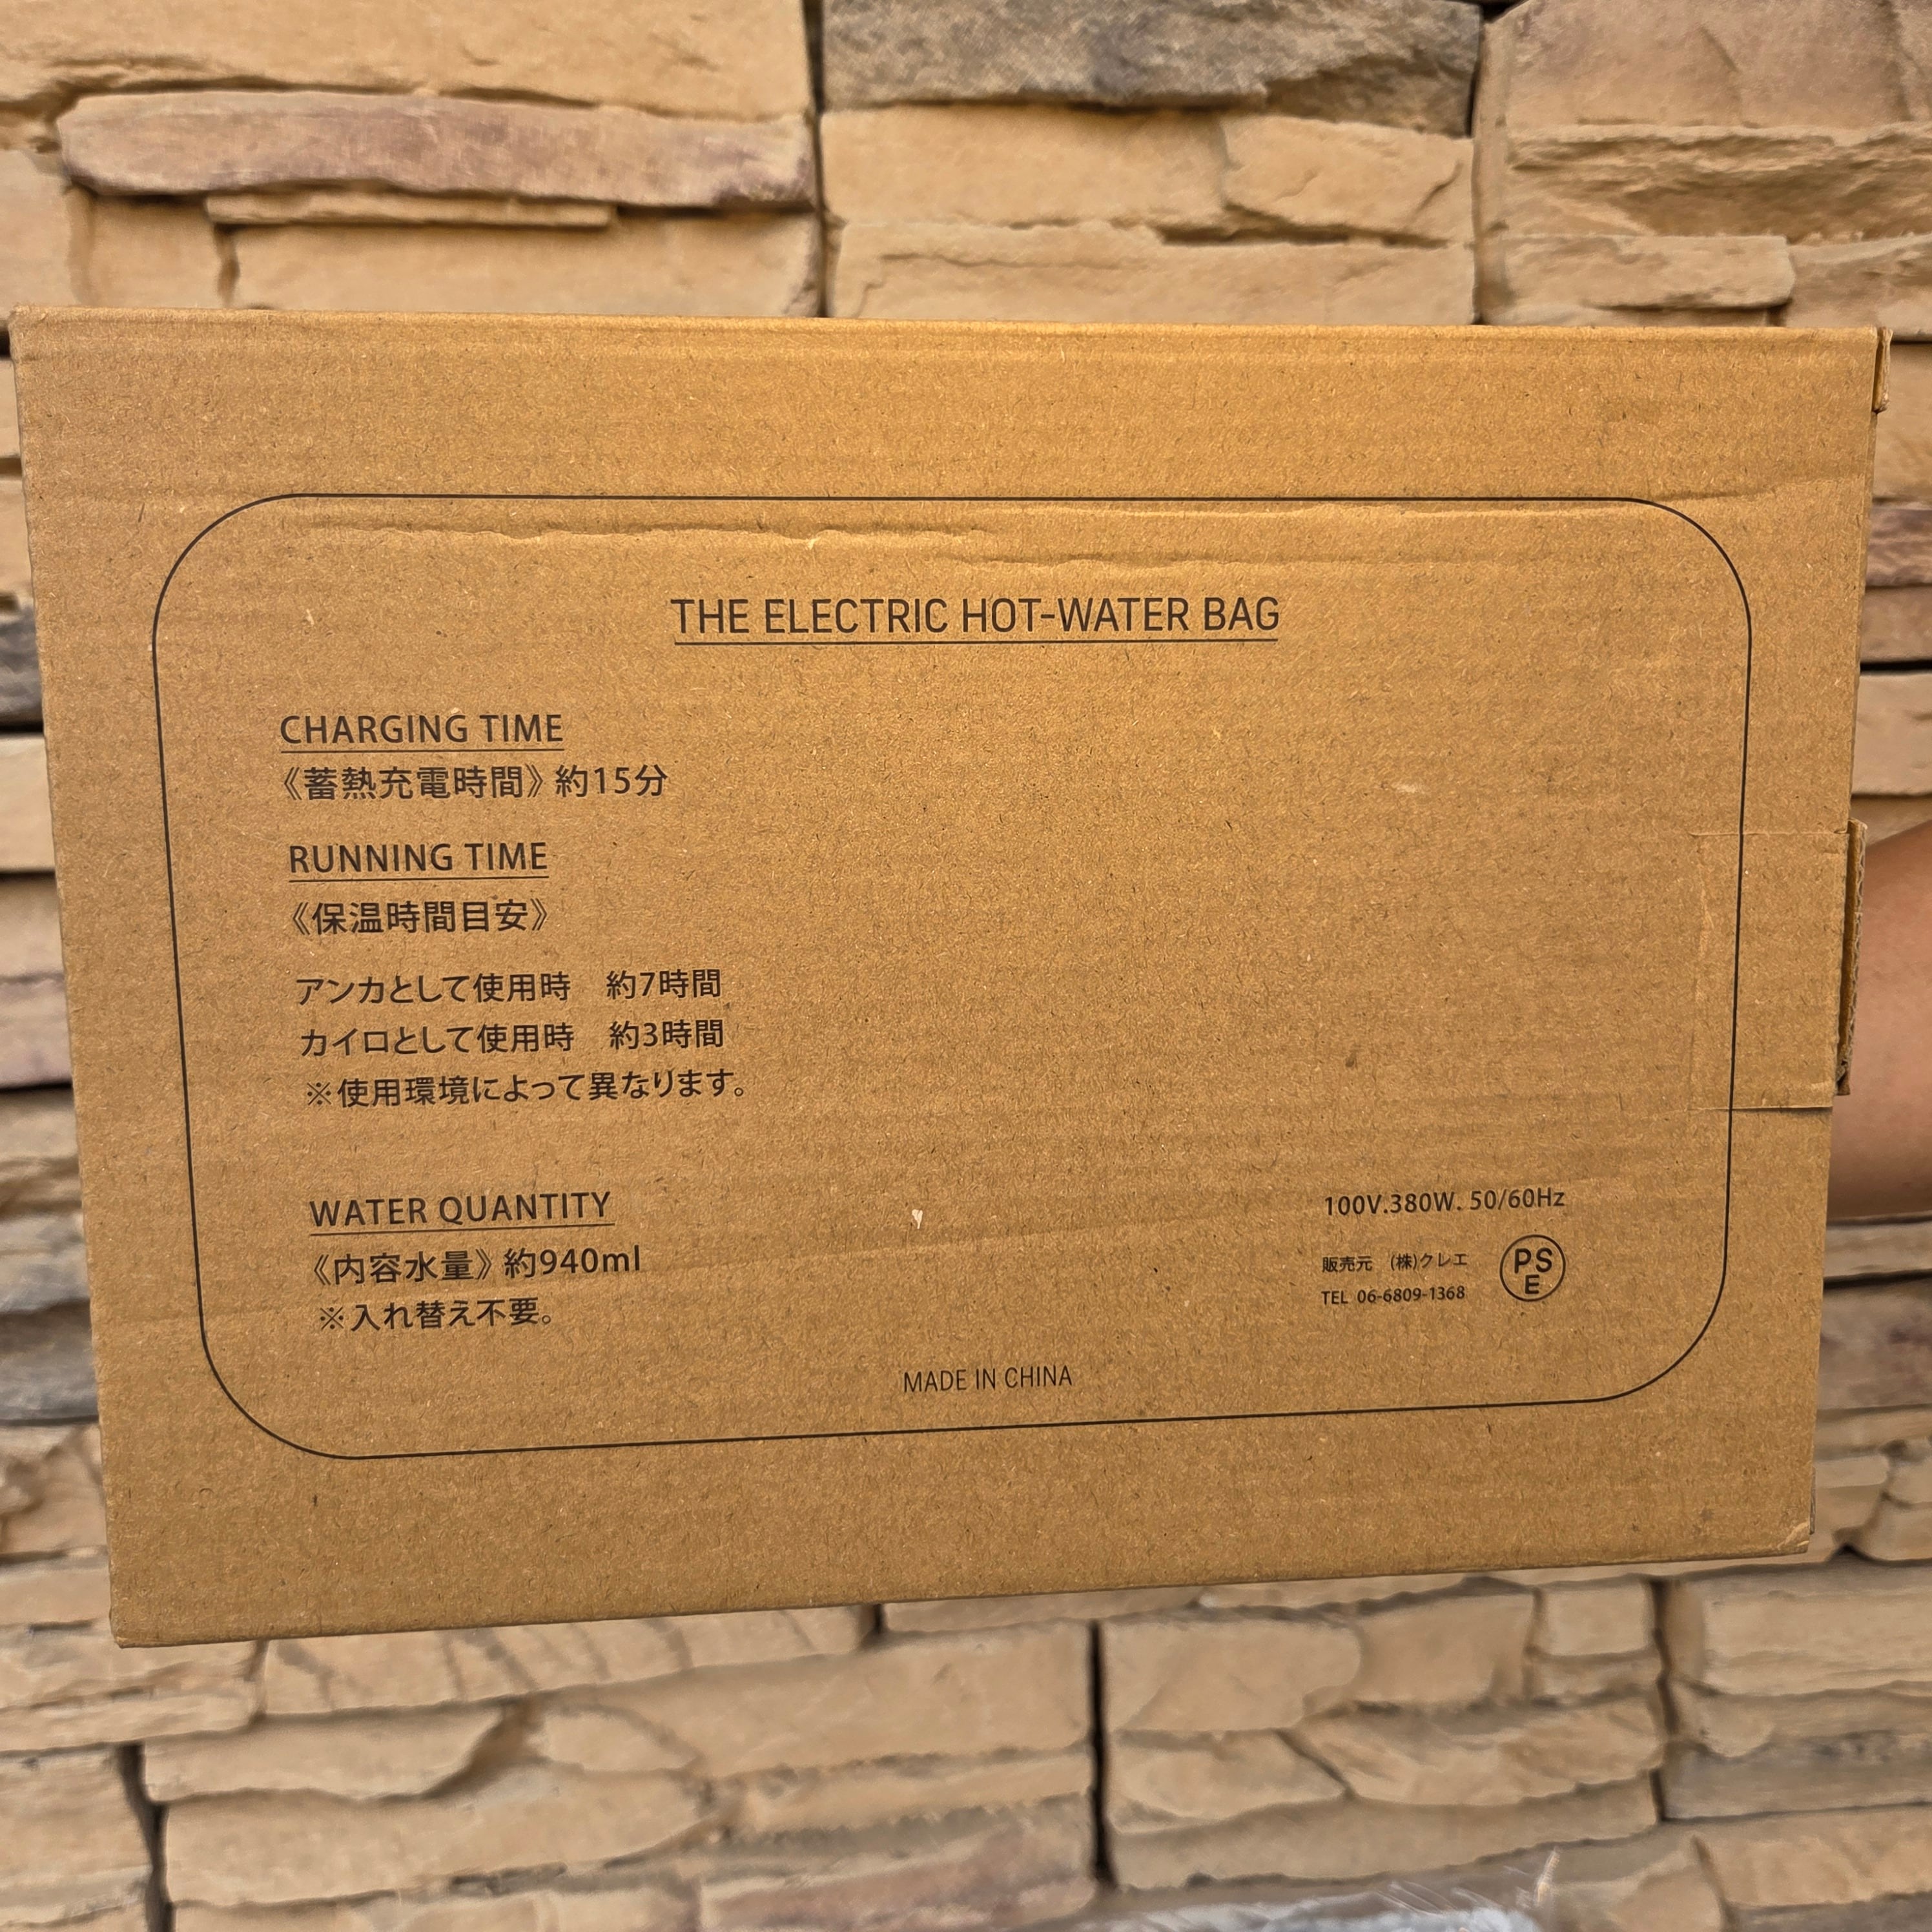 THE ELECTRIC HOT-WATER BAG
CHARGING TIME
《蓄熱充電時間》約15分
RUNNING TIME
《保温時間目安》
アンカとして使用時　約7時間
カイロとして使用時　約3時間
※使用環境によって異なります。
WATER QUANTITY
《内容水量》約940ml
※入れ替え不要。
100V.380W. 50/60Hz
販売元　(株)クレエ
TEL 06-6809-1368
PS
E
MADE IN CHINA